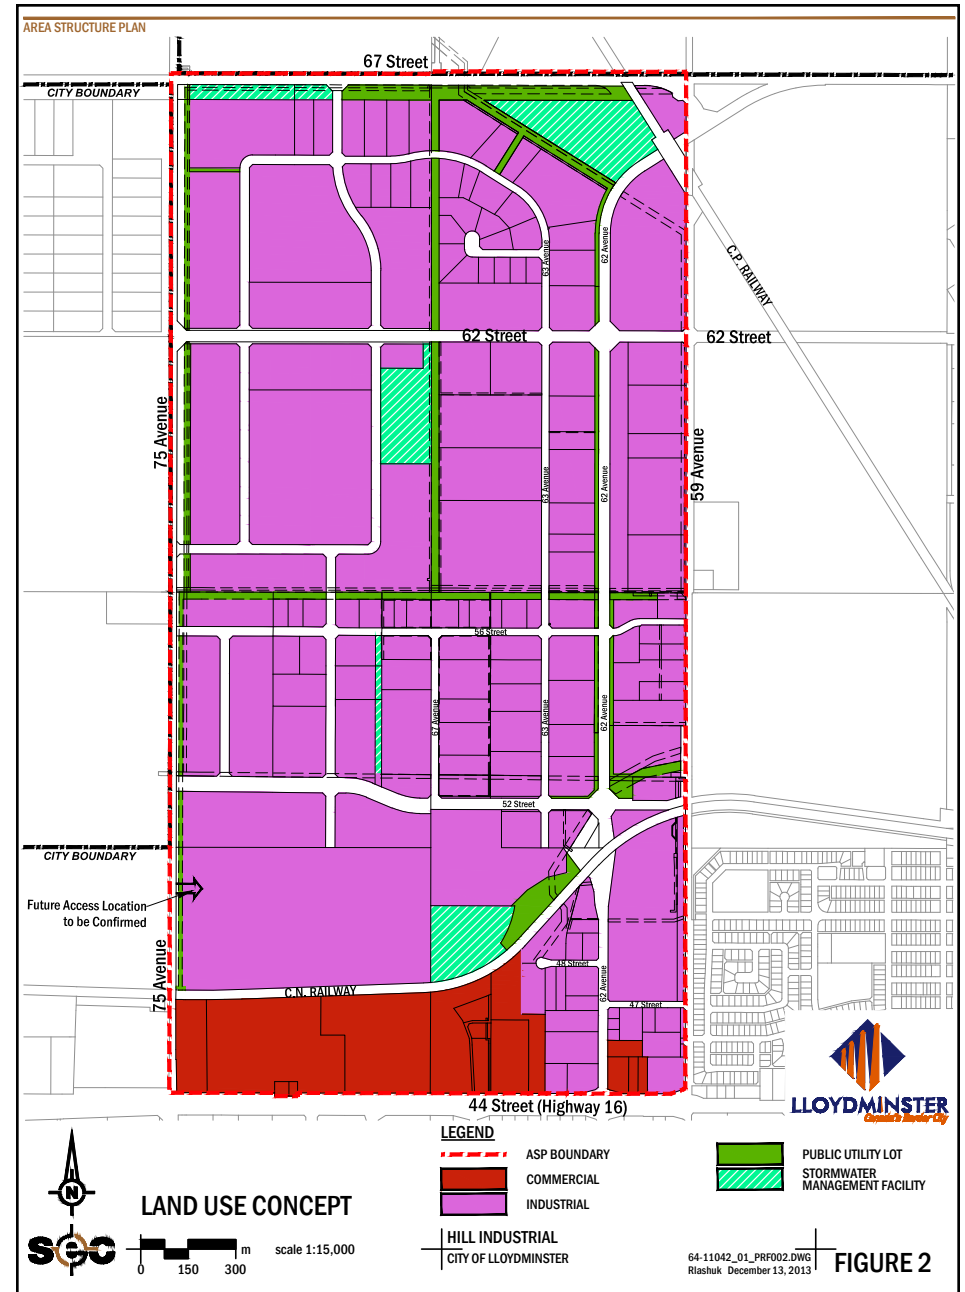 AREA STRUCTURE PLAN
67 Street
CITY BOUNDARY
C.P. RAILWAY
63 Avenue
62 Avenue
62 Street
62 Street
75 Avenue
59 Avenue
63 Avenue
62 Avenue
56 Street
67 Avenue
63 Avenue
62 Avenue
52 Street
CITY BOUNDARY
Future Access Location
to be Confirmed
75 Avenue
48 Street
62 Avenue
C.N. RAILWAY
47 Street
44 Street (Highway 16)
LLOYDMINSTER
Canada's Border City
LEGEND
ASP BOUNDARY
COMMERCIAL
INDUSTRIAL
PUBLIC UTILITY LOT
STORMWATER
MANAGEMENT FACILITY
N
LAND USE CONCEPT
sec
m
0 150 300
scale 1:15,000
HILL INDUSTRIAL
CITY OF LLOYDMINSTER
64-11042_01_PRF002.DWG
Rlashuk December 13, 2013
FIGURE 2